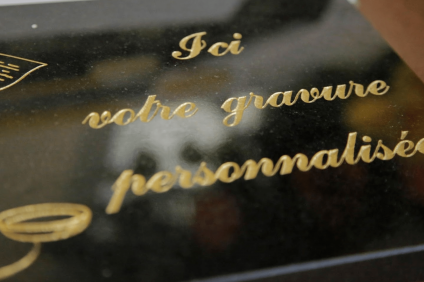 Ici
votre gravure
personnalisée